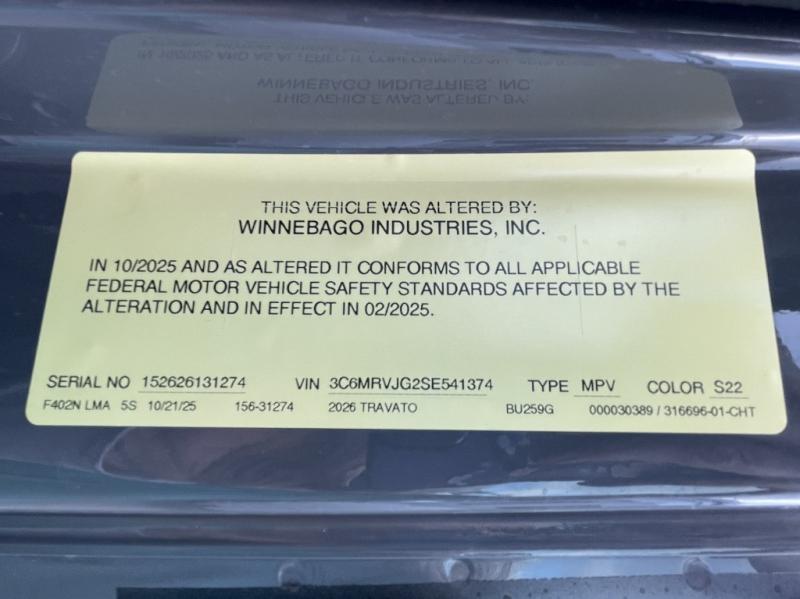 THIS VEHICLE WAS ALTERED BY:
WINNEBAGO INDUSTRIES, INC.
IN 10/2025 AND AS ALTERED IT CONFORMS TO ALL APPLICABLE
FEDERAL MOTOR VEHICLE SAFETY STANDARDS AFFECTED BY THE
ALTERATION AND IN EFFECT IN 02/2025.
SERIAL NO 152626131274 VIN 3C6MRVJG2SE541374 TYPE MPV COLOR S22
F402N LMA 5S 10/21/25 156-31274 2026 TRAVATO BU259G 000030389 / 316696-01-CHT